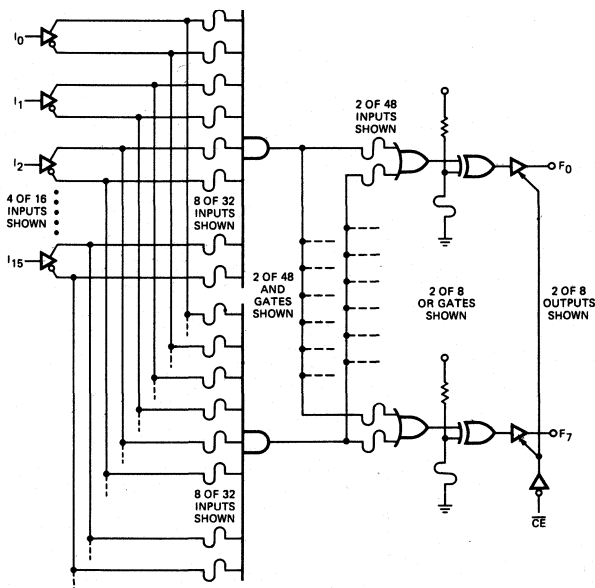 I0
I1
I2
4 OF 16
INPUTS
SHOWN
I15
8 OF 32
INPUTS
SHOWN
2 OF 48
AND
GATES
SHOWN
8 OF 32
INPUTS
SHOWN
2 OF 48
INPUTS
SHOWN
F0
2 OF 8
OR GATES
SHOWN
2 OF 8
OUTPUTS
SHOWN
F7
CE